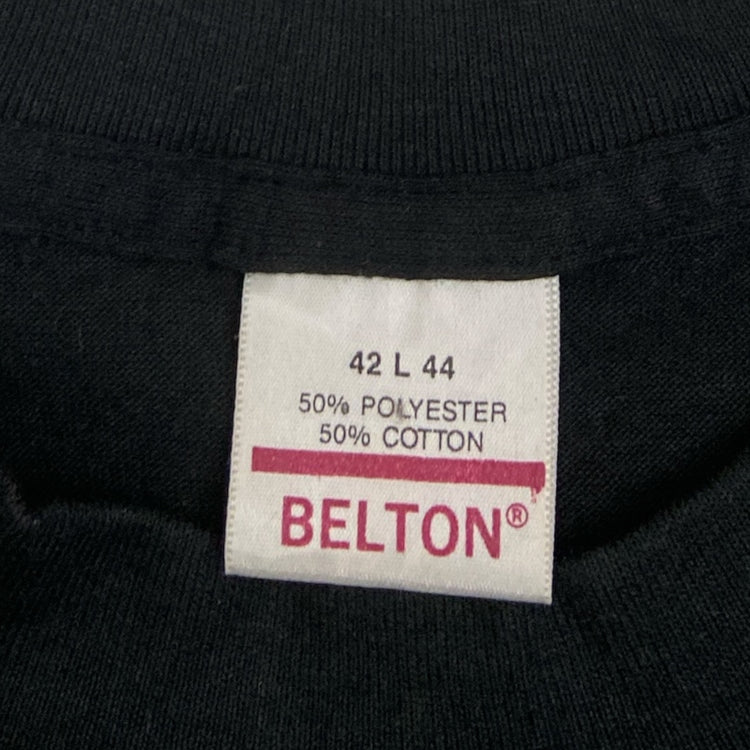 42 L 44
50% POLYESTER
50% COTTON
BELTON®